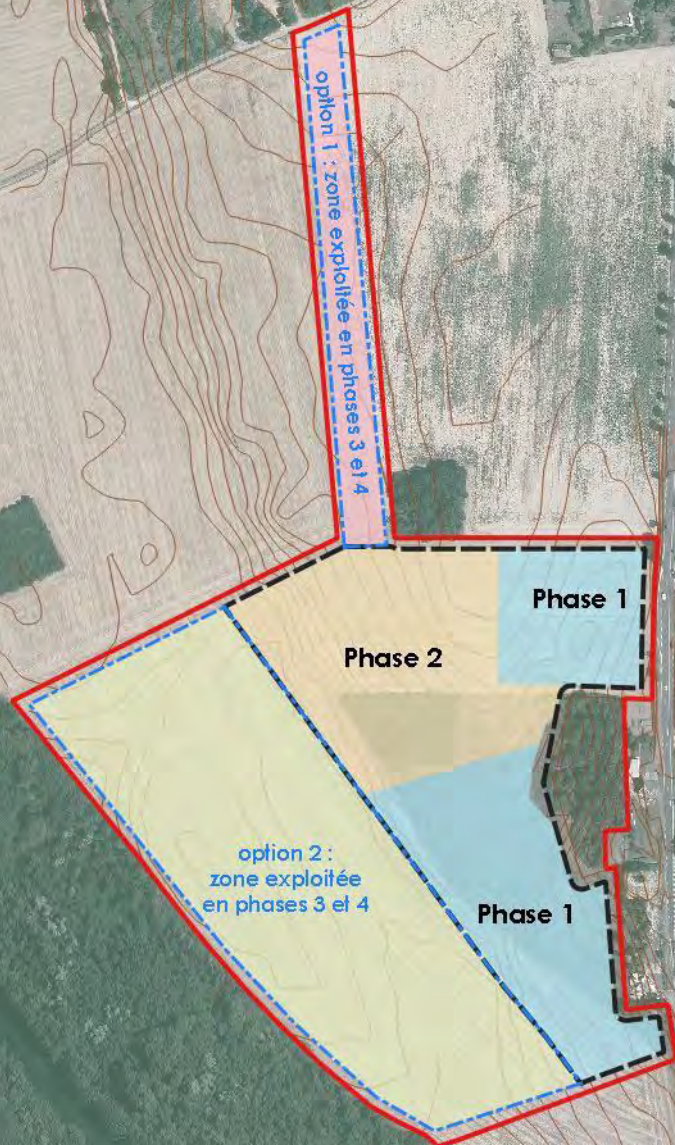 option 1 : zone exploitée en phases 3 et 4
Phase 1
Phase 2
option 2 :
zone exploitée
en phases 3 et 4
Phase 1